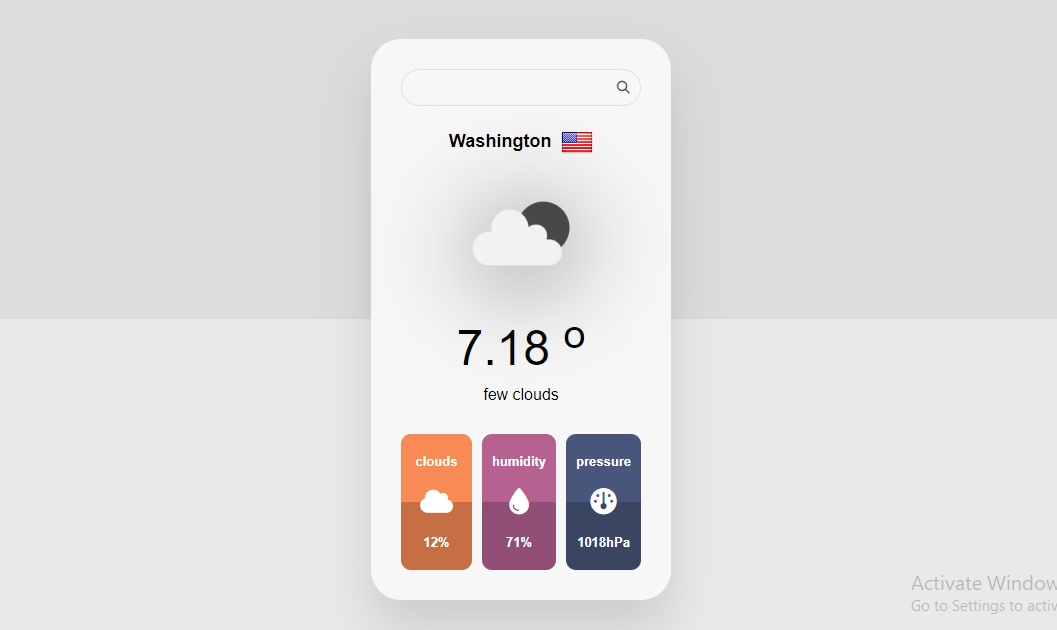 Washington
7.18 º
few clouds
clouds humidity pressure
12% 71% 1018hPa
Activate Window
Go to Settings to activ